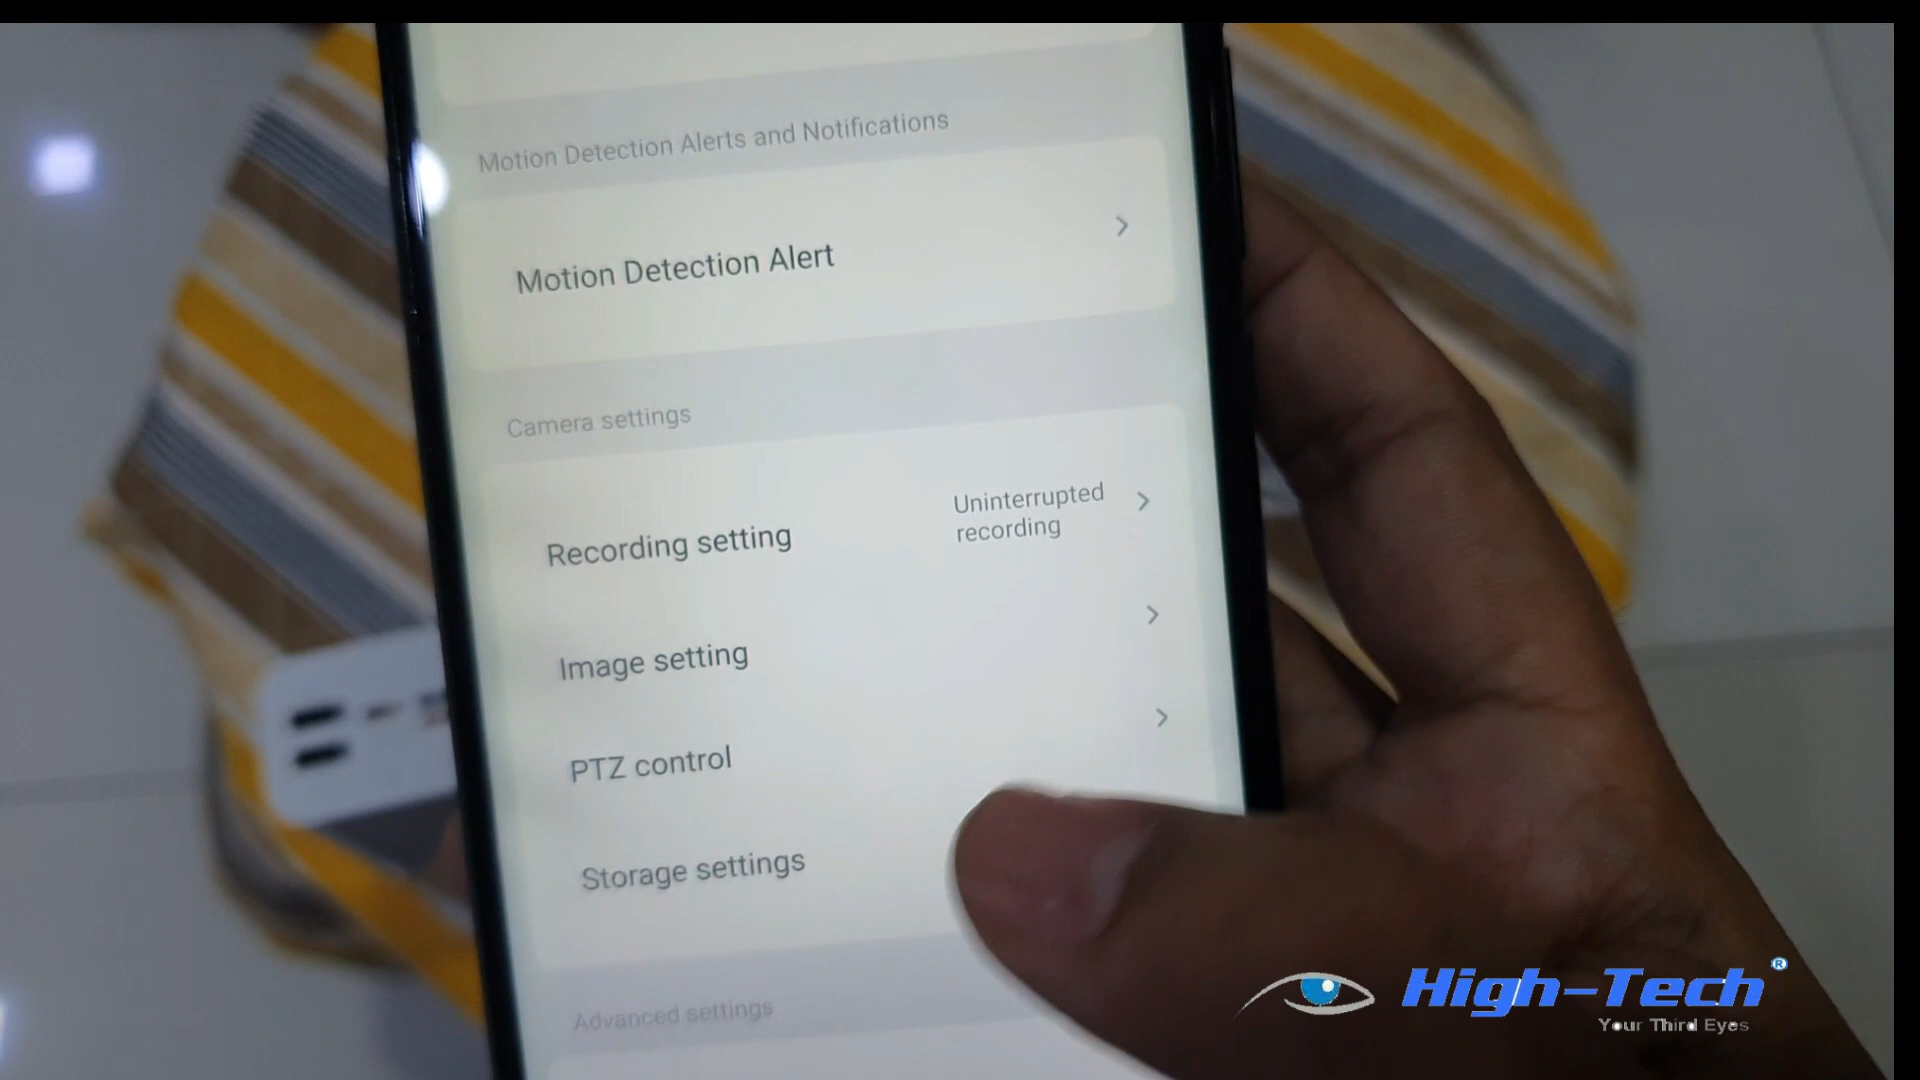 Motion Detection Alerts and Notifications
Motion Detection Alert
Camera settings
Recording setting
Uninterrupted
recording
Image setting
PTZ control
Storage settings
Advanced settings
High-Tech®
Your Third Eyes